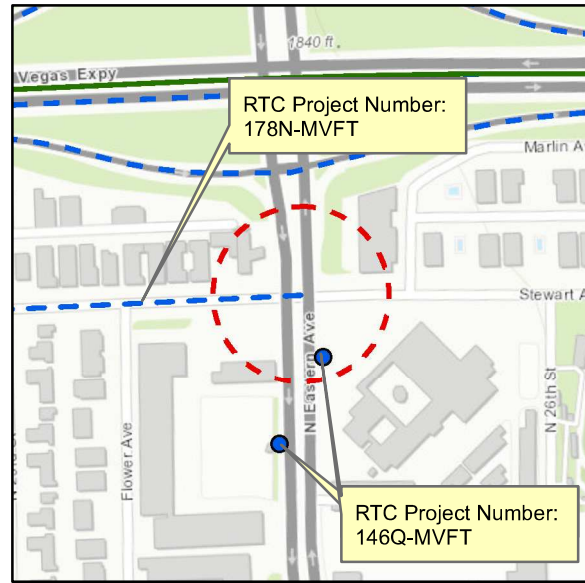 1840 ft.
Vegas Expy
RTC Project Number:
178N-MVFT
Marlin A
Stewart A
N Eastern Ave
N 26th St
Flower Ave
RTC Project Number:
146Q-MVFT